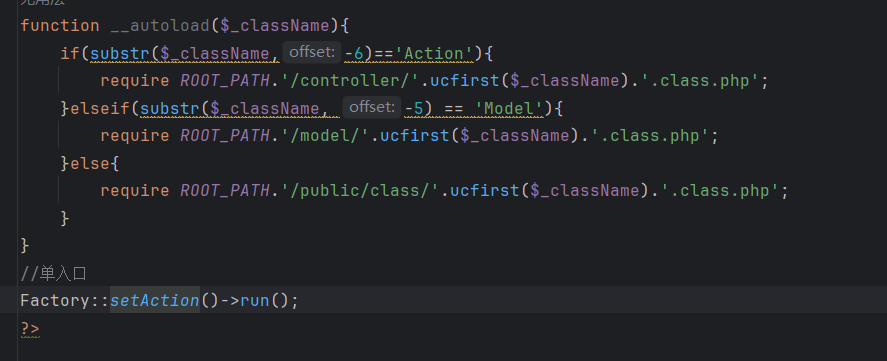 function __autoload($_className){
if(substr($_className, offset: -6)=='Action'){
require ROOT_PATH.'/controller/'.ucfirst($_className).'.class.php';
}elseif(substr($_className, offset: -5) == 'Model'){
require ROOT_PATH.'/model/'.ucfirst($_className).'.class.php';
}else{
require ROOT_PATH.'/public/class/'.ucfirst($_className).'.class.php';
}
}
//单入口
Factory::setAction()->run();
?>